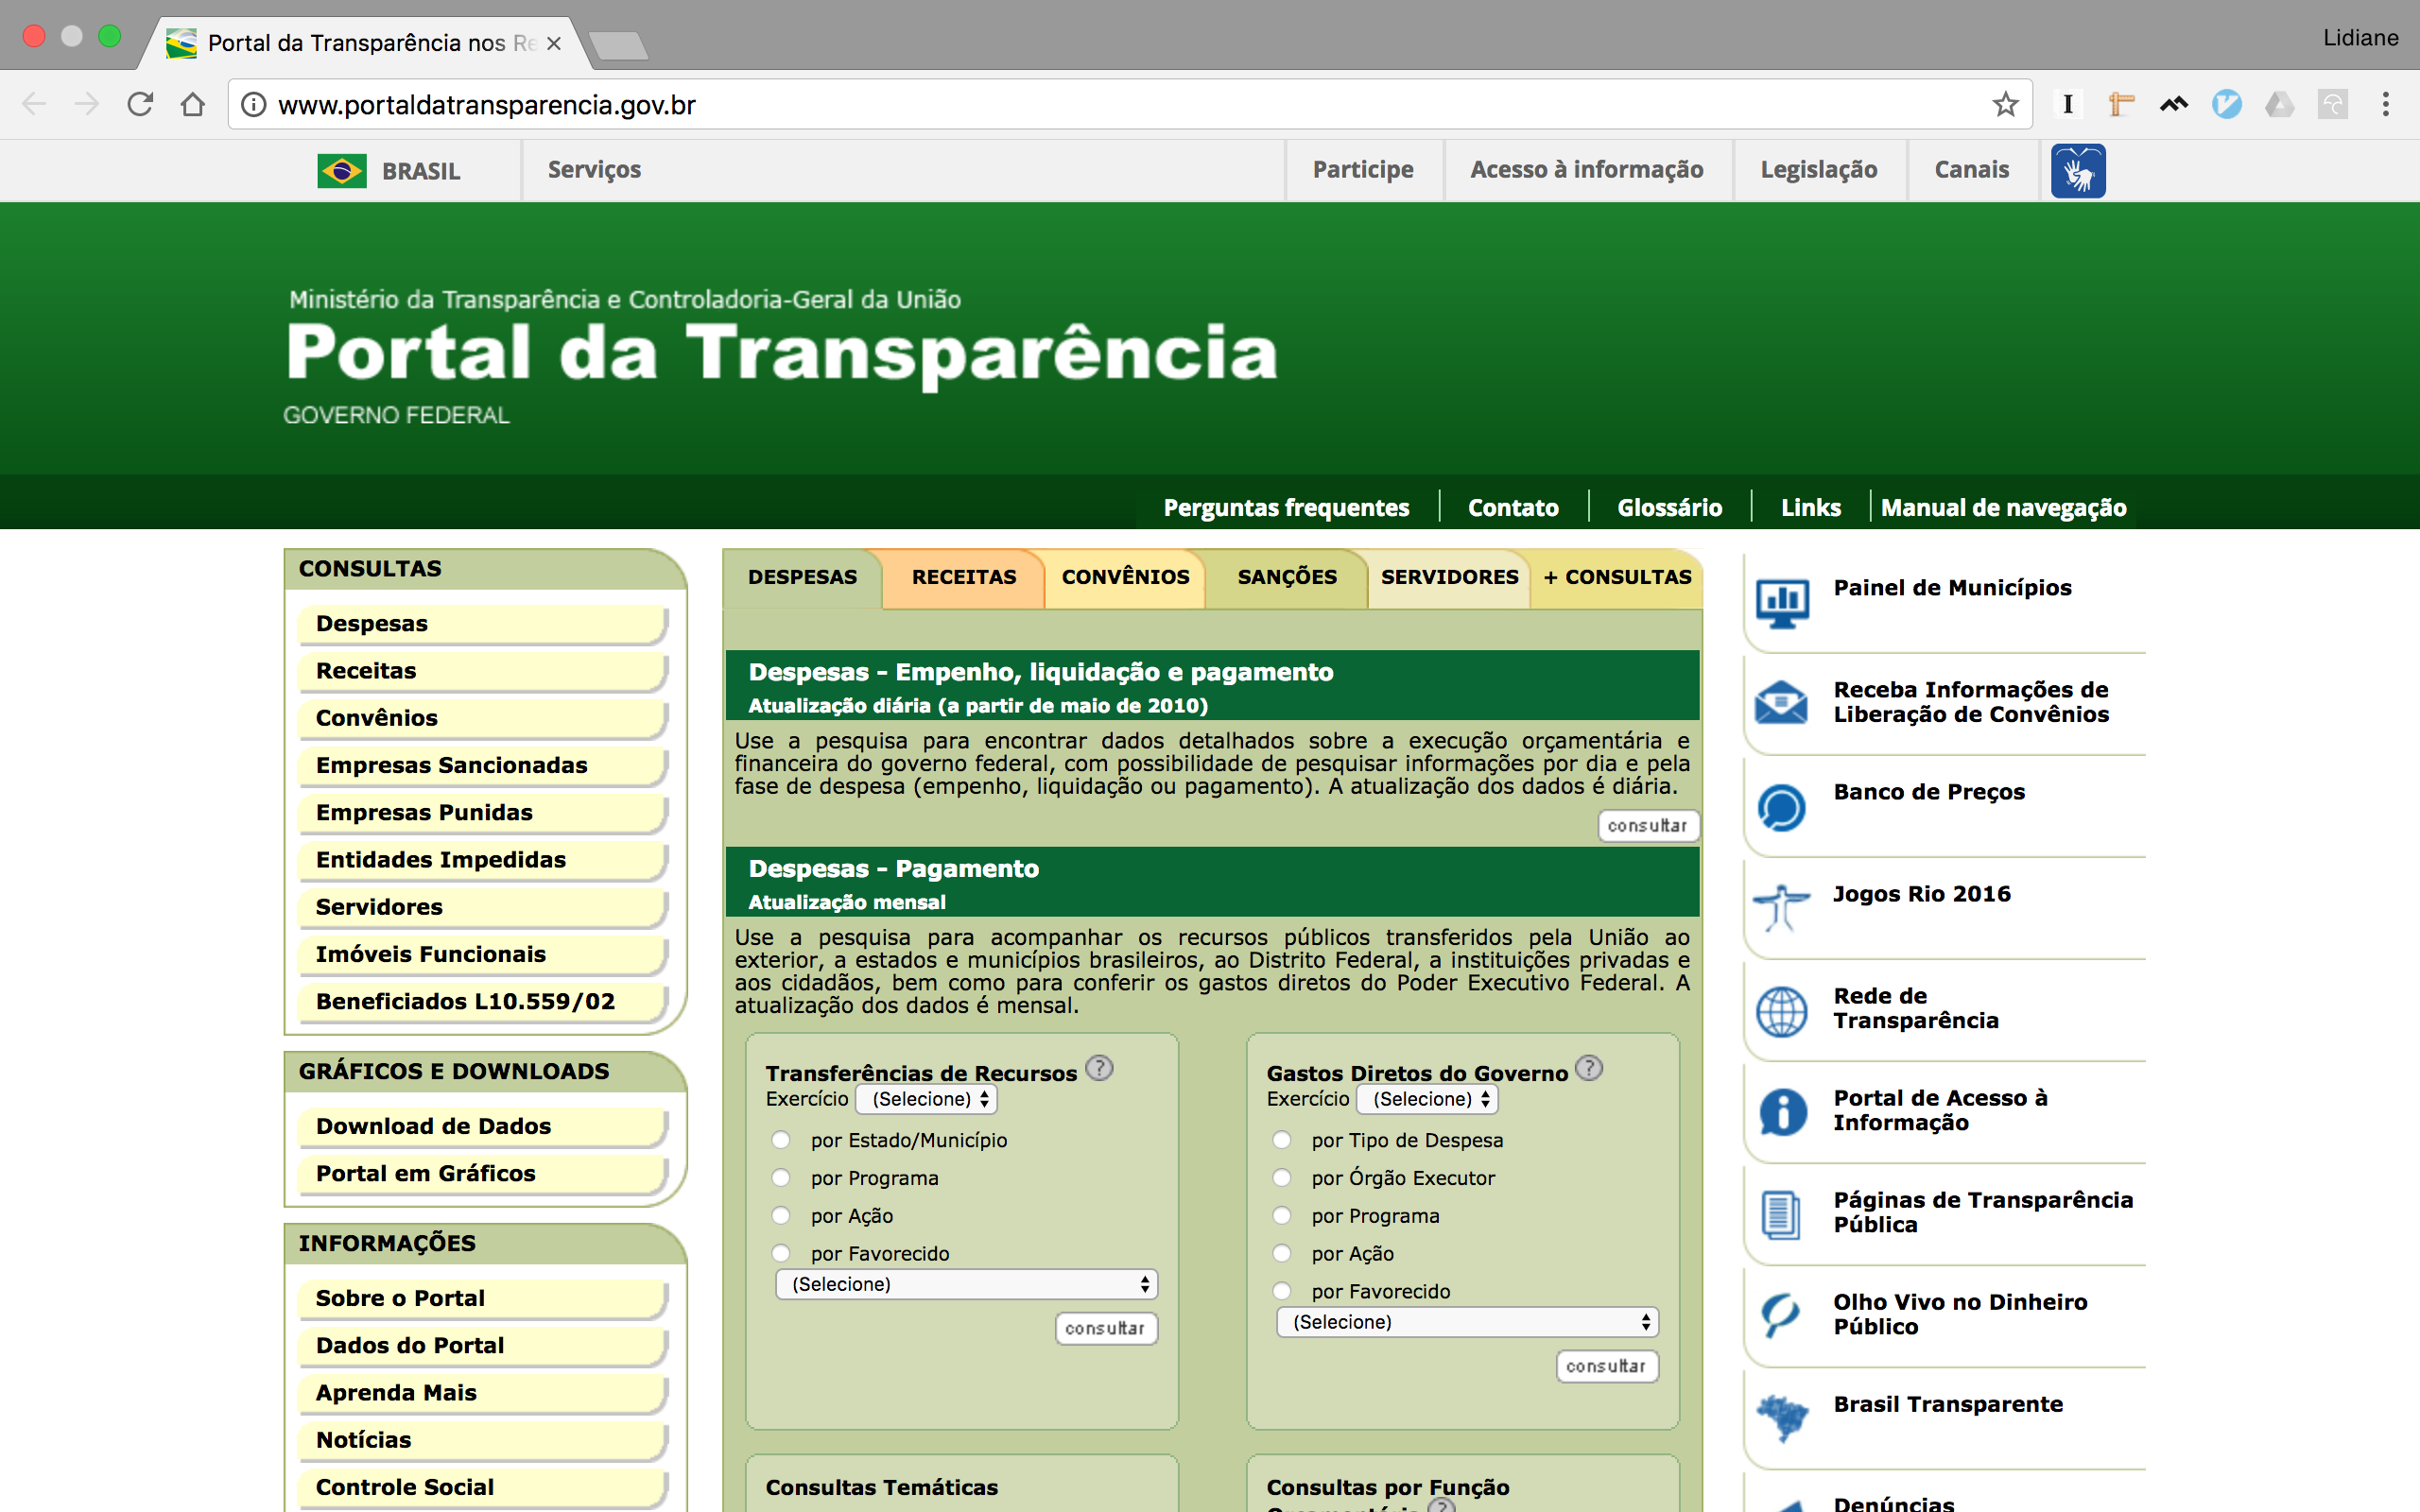 Portal da Transparência nos Re
Lidiane
www.portaldatransparencia.gov.br
BRASIL
Serviços
Participe
Acesso à informação
Legislação
Canais
Ministério da Transparência e Controladoria-Geral da União
Portal da Transparência
GOVERNO FEDERAL
Perguntas frequentes
Contato
Glossário
Links
Manual de navegação
CONSULTAS
Despesas
Receitas
Convênios
Empresas Sancionadas
Empresas Punidas
Entidades Impedidas
Servidores
Imóveis Funcionais
Beneficiados L10.559/02
GRÁFICOS E DOWNLOADS
Download de Dados
Portal em Gráficos
INFORMAÇÕES
Sobre o Portal
Dados do Portal
Aprenda Mais
Notícias
Controle Social
DESPESAS
RECEITAS
CONVÊNIOS
SANÇÕES
SERVIDORES
+ CONSULTAS
Despesas - Empenho, liquidação e pagamento
Atualização diária (a partir de maio de 2010)
Use a pesquisa para encontrar dados detalhados sobre a execução orçamentária e
financeira do governo federal, com possibilidade de pesquisar informações por dia e pela
fase de despesa (empenho, liquidação ou pagamento). A atualização dos dados é diária.
consultar
Despesas - Pagamento
Atualização mensal
Use a pesquisa para acompanhar os recursos públicos transferidos pela União ao
exterior, a estados e municípios brasileiros, ao Distrito Federal, a instituições privadas e
aos cidadãos, bem como para conferir os gastos diretos do Poder Executivo Federal. A
atualização dos dados é mensal.
Transferências de Recursos ?
Exercício (Selecione)
por Estado/Município
por Programa
por Ação
por Favorecido
(Selecione)
consultar
Gastos Diretos do Governo ?
Exercício (Selecione)
por Tipo de Despesa
por Órgão Executor
por Programa
por Ação
por Favorecido
(Selecione)
consultar
Consultas Temáticas
Consultas por Função
Orçamentária ?
Painel de Municípios
Receba Informações de
Liberação de Convênios
Banco de Preços
Jogos Rio 2016
Rede de
Transparência
Portal de Acesso à
Informação
Páginas de Transparência
Pública
Olho Vivo no Dinheiro
Público
Brasil Transparente
Denúncias